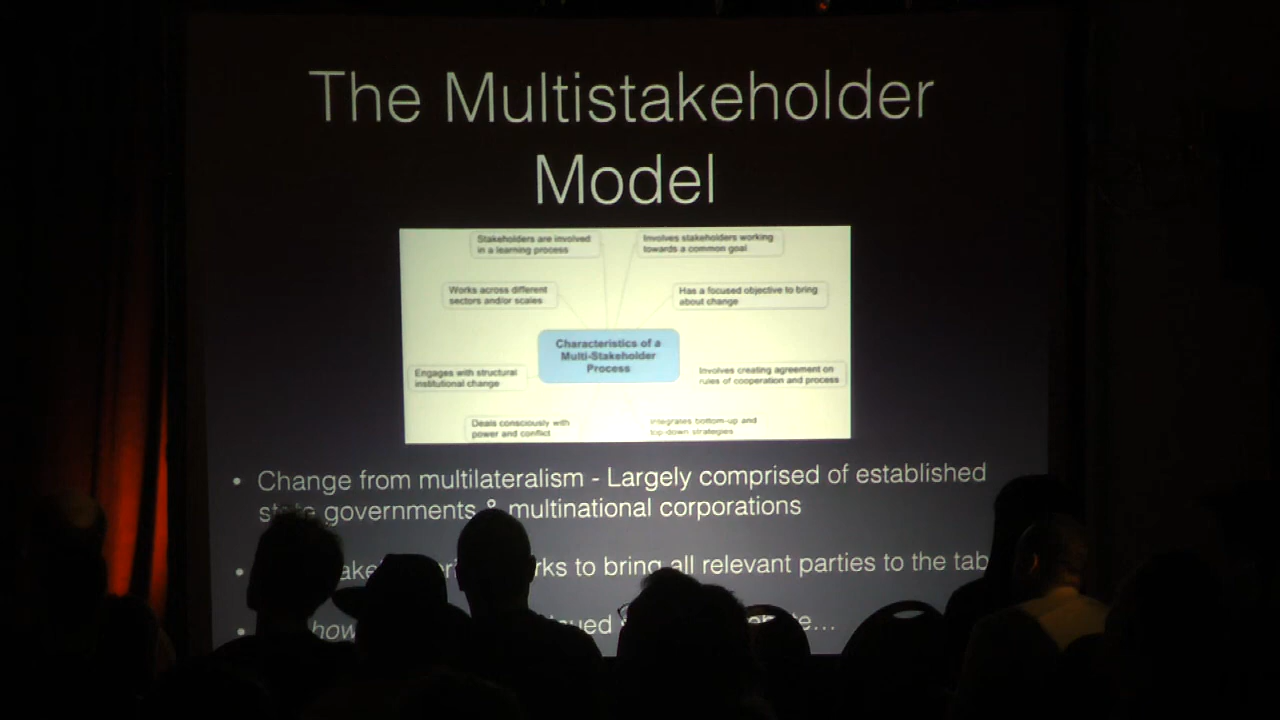 The Multistakeholder
Model
Stakeholders are involved
in a learning process
Involves stakeholders working
towards a common goal
Works across different
sectors and/or scales
Has a focused objective to bring
about change
Characteristics of a
Multi-Stakeholder
Process
Engages with structural
institutional change
Involves creating agreement on
rules of cooperation and process
Deals consciously with
power and conflict
Integrates bottom-up and
top-down strategies
• Change from multilateralism - Largely comprised of established
state governments & multinational corporations
• to bring all relevant parties to the
•